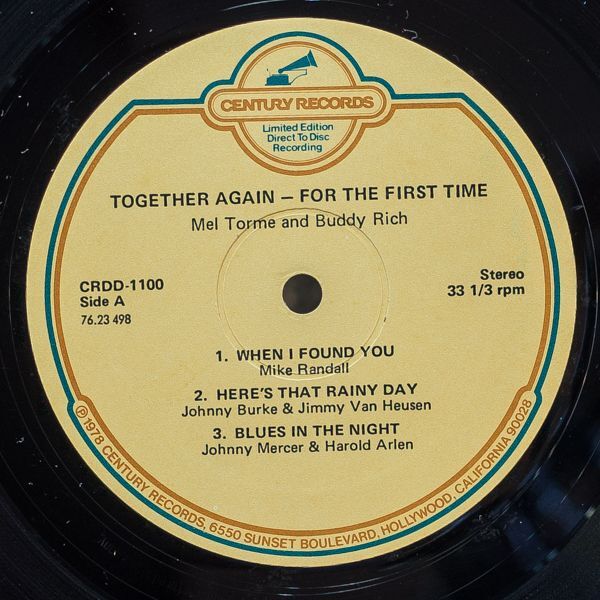 CENTURY RECORDS
Limited Edition
Direct To Disc
Recording
TOGETHER AGAIN — FOR THE FIRST TIME
Mel Torme and Buddy Rich
CRDD-1100
Side A
76.23 498
Stereo
33 1/3 rpm
1. WHEN I FOUND YOU
Mike Randall
2. HERE'S THAT RAINY DAY
Johnny Burke & Jimmy Van Heusen
3. BLUES IN THE NIGHT
Johnny Mercer & Harold Arlen
℗1978 CENTURY RECORDS, 6550 SUNSET BOULEVARD, HOLLYWOOD, CALIFORNIA 90028